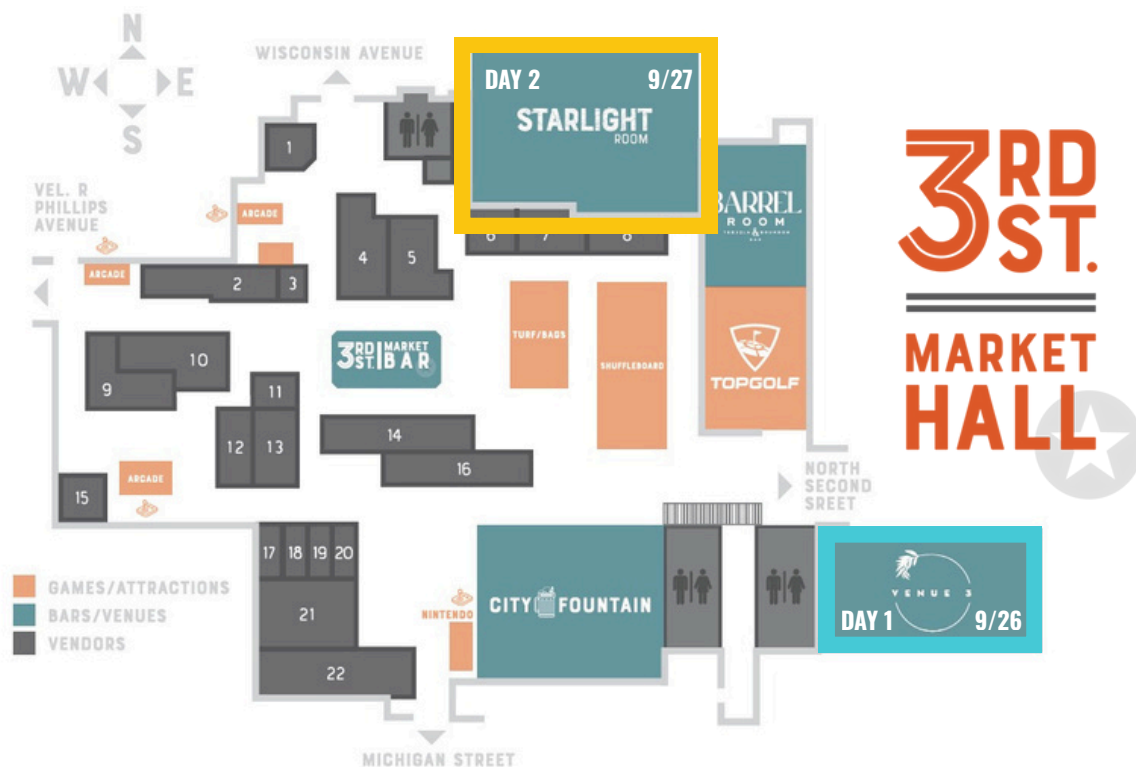 N
W E
S
WISCONSIN AVENUE
VEL. R
PHILLIPS
AVENUE
DAY 2 9/27
STARLIGHT
ROOM
BARREL
ROOM
&
3RD
ST.
MARKET
HALL
1
ARCADE
ARCADE
2
3
4
5
6
7
8
TURF/BAGS
SHUFFLEBOARD
TOPGOLF
3RD ST. MARKET BAR
9
10
11
12
13
14
16
ARCADE
15
NORTH
SECOND
SREET
17 18 19 20
21
22
NINTENDO
CITY FOUNTAIN
VENUE 3
DAY 1 9/26
GAMES/ATTRACTIONS
BARS/VENUES
VENDORS
MICHIGAN STREET